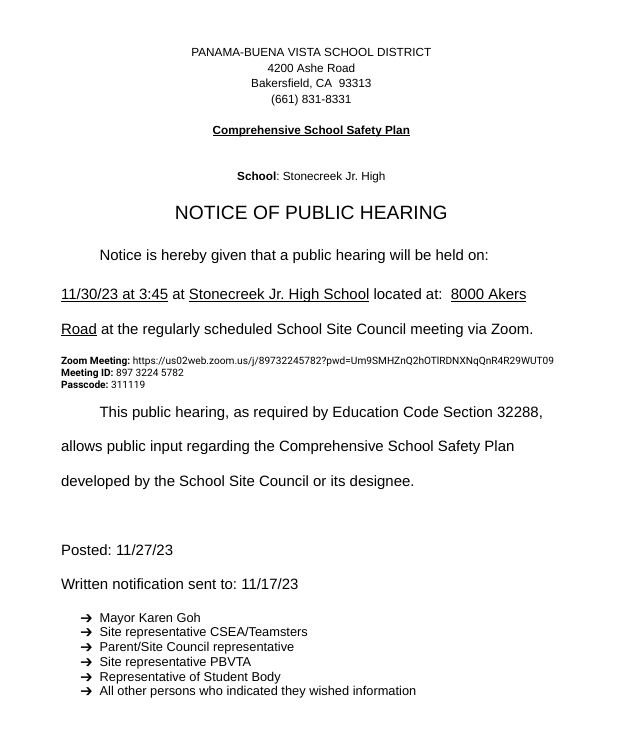 PANAMA-BUENA VISTA SCHOOL DISTRICT
4200 Ashe Road
Bakersfield, CA  93313
(661) 831-8331
Comprehensive School Safety Plan
School: Stonecreek Jr. High
NOTICE OF PUBLIC HEARING
Notice is hereby given that a public hearing will be held on:
11/30/23 at 3:45 at Stonecreek Jr. High School located at:  8000 Akers
Road at the regularly scheduled School Site Council meeting via Zoom.
Zoom Meeting: https://us02web.zoom.us/j/89732245782?pwd=Um9SMHZnQ2hOTlRDNXNqQnR4R29WUT09
Meeting ID: 897 3224 5782
Passcode: 311119
This public hearing, as required by Education Code Section 32288,
allows public input regarding the Comprehensive School Safety Plan
developed by the School Site Council or its designee.
Posted: 11/27/23
Written notification sent to: 11/17/23
➔ Mayor Karen Goh
➔ Site representative CSEA/Teamsters
➔ Parent/Site Council representative
➔ Site representative PBVTA
➔ Representative of Student Body
➔ All other persons who indicated they wished information